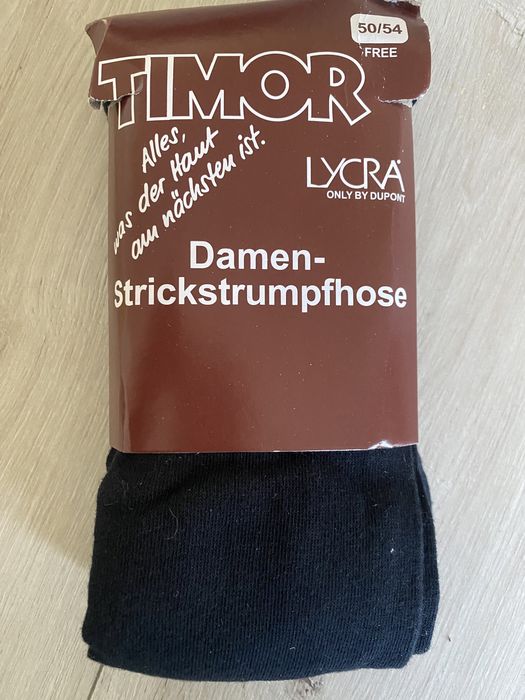 50/54
FREE
TIMOR
Alles,
was der Haut
am nächsten ist.
LYCRA
ONLY BY DUPONT
Damen-
Strickstrumpfhose